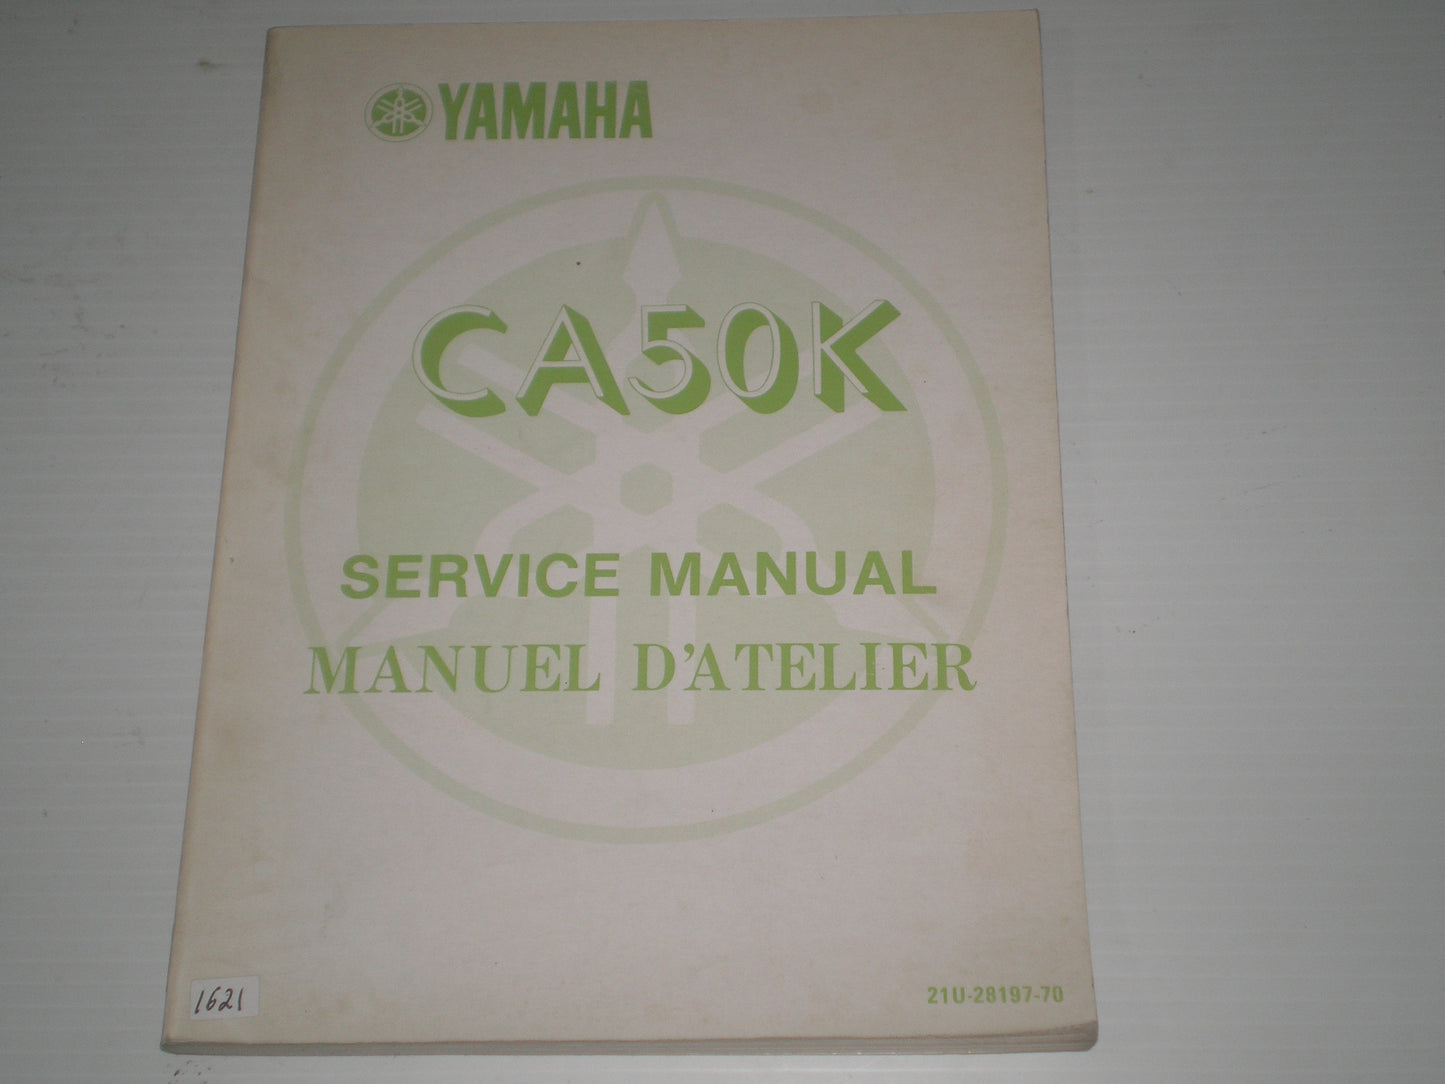 YAMAHA
CA50K
SERVICE MANUAL
MANUEL D'ATELIER
21U-28197-70
1621